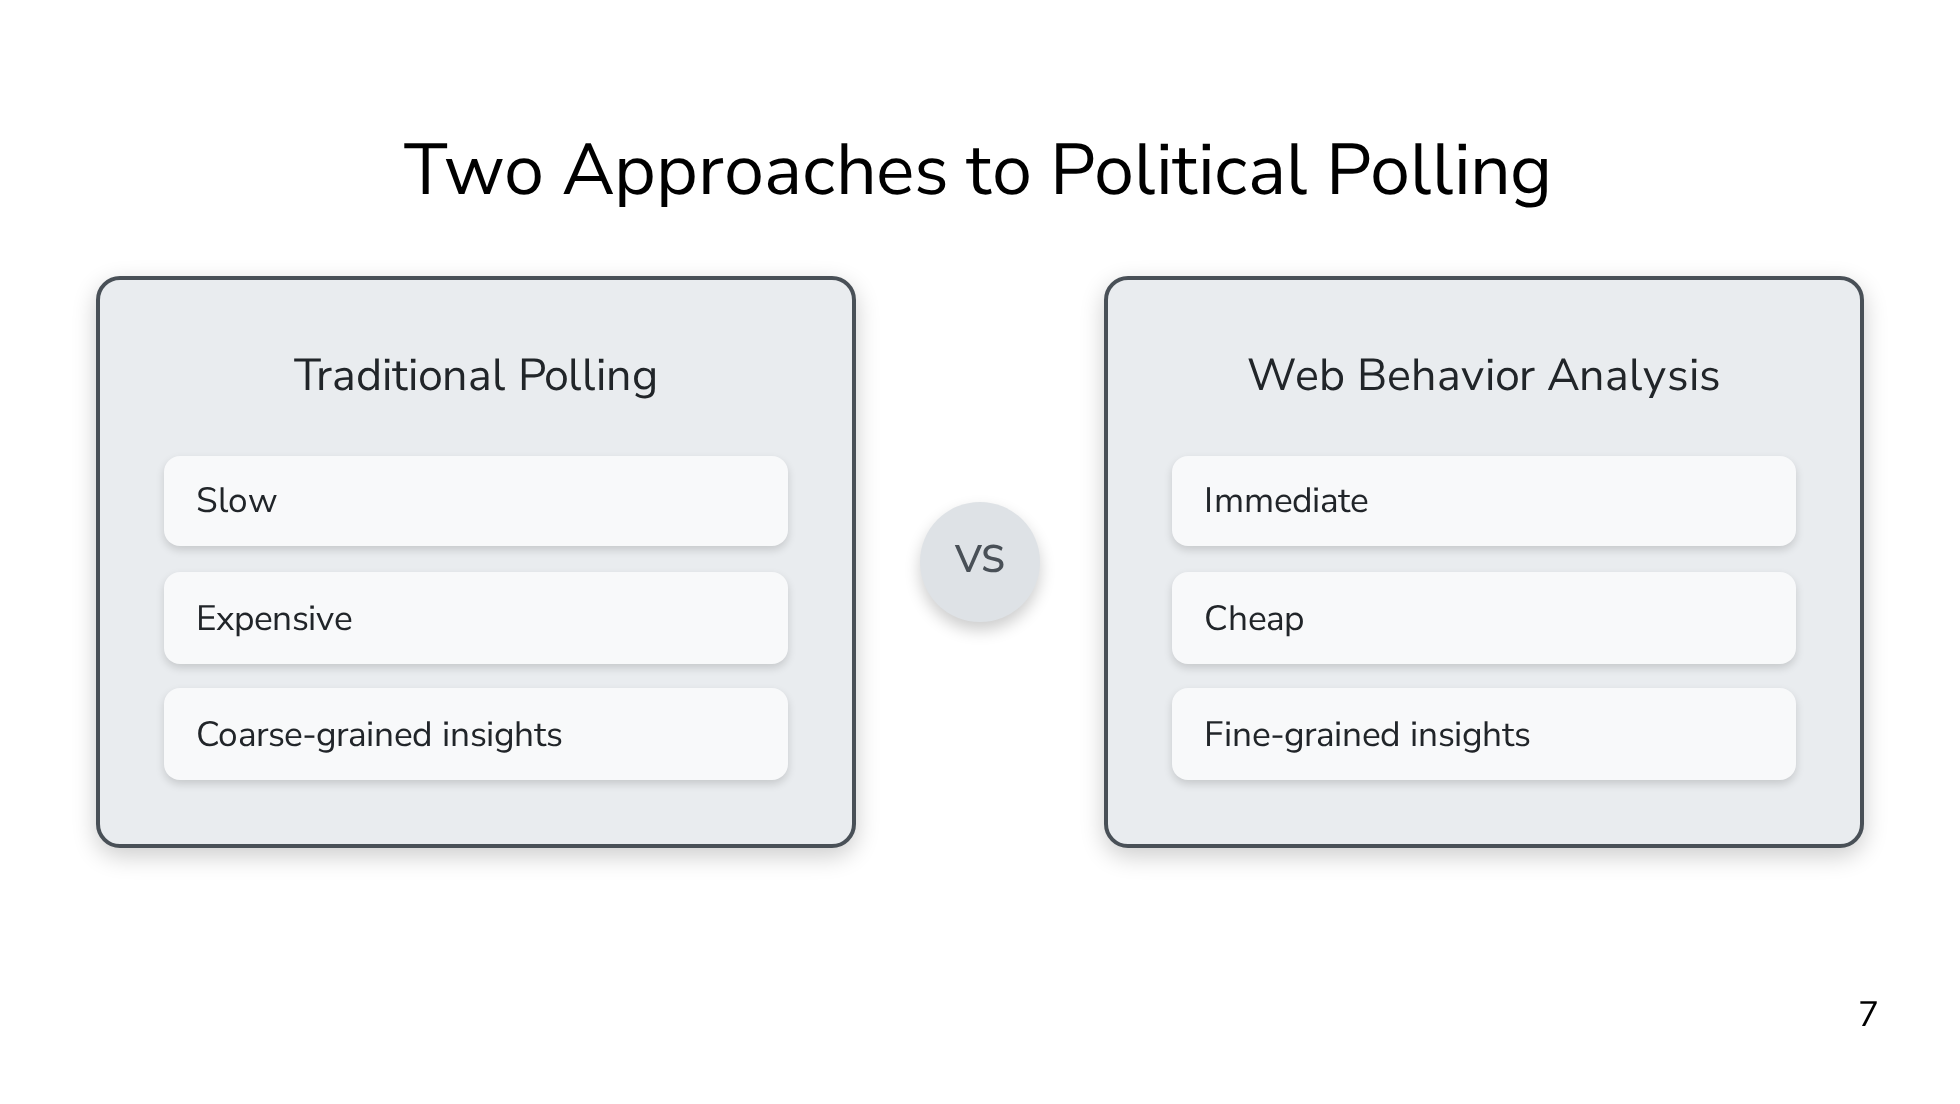 Two Approaches to Political Polling
Traditional Polling
Slow
Expensive
Coarse-grained insights
VS
Web Behavior Analysis
Immediate
Cheap
Fine-grained insights
7